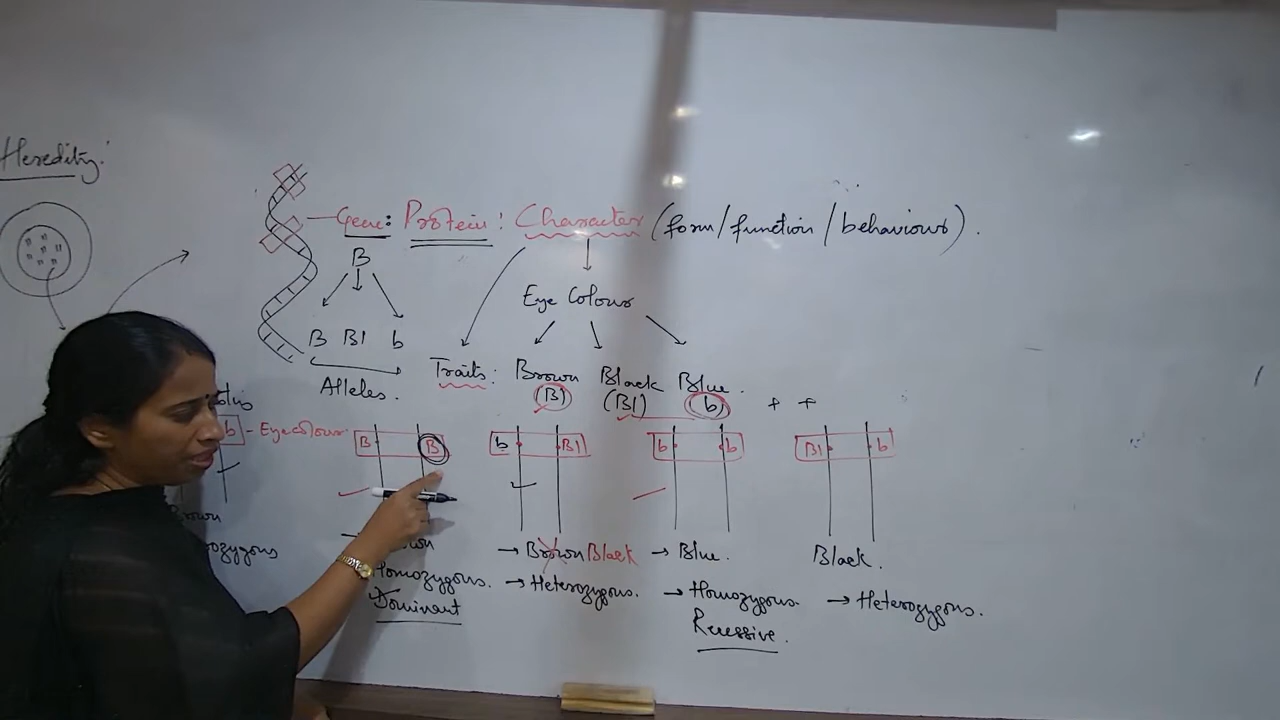 Heredity:
Gene: Protein: Character (form/function/behaviours).
B
Eye Colour
B B1 b
Alleles.
Traits: Brown Black Blue.
(B) (B1) (b) + +
b - Eye colour B B b B1 b b B1 b
Brown → Brown Black → Blue. Black.
Homozygous. → Heterozygous. → Homozygous → Heterozygous.
Dominant Recessive.